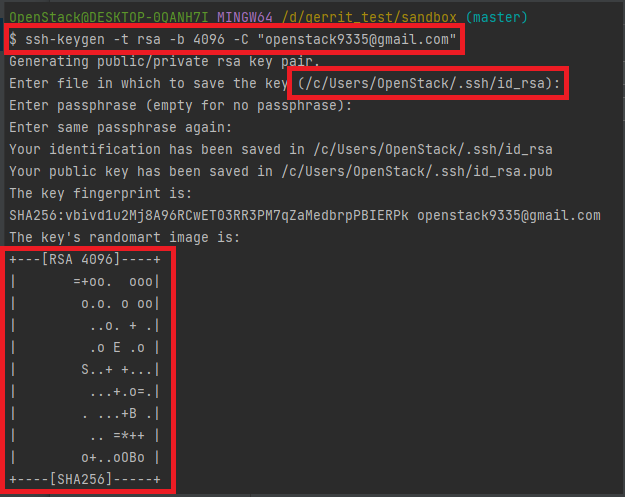 OpenStack@DESKTOP-0QANH7I MINGW64 /d/gerrit_test/sandbox (master)
$ ssh-keygen -t rsa -b 4096 -C "openstack9335@gmail.com"
Generating public/private rsa key pair.
Enter file in which to save the key (/c/Users/OpenStack/.ssh/id_rsa):
Enter passphrase (empty for no passphrase):
Enter same passphrase again:
Your identification has been saved in /c/Users/OpenStack/.ssh/id_rsa
Your public key has been saved in /c/Users/OpenStack/.ssh/id_rsa.pub
The key fingerprint is:
SHA256:vbivd1u2Mj8A96RCwET03RR3PM7qZaMedbrpPBIERPk openstack9335@gmail.com
The key's randomart image is:
+---[RSA 4096]----+
|       =+oo.  ooo|
|        o.o. o oo|
|         ..o. + .|
|         .o E .o |
|        S..+ +...|
|         ...+.o=.|
|        . ...+B .|
|         .. =*++ |
|        o+..oOBo |
+----[SHA256]-----+